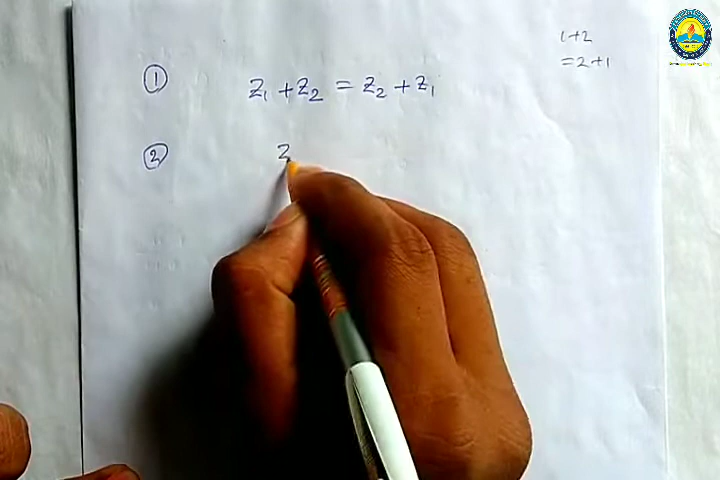 1+2
= 2+1
① Z₁ + Z₂ = Z₂ + Z₁
② Z